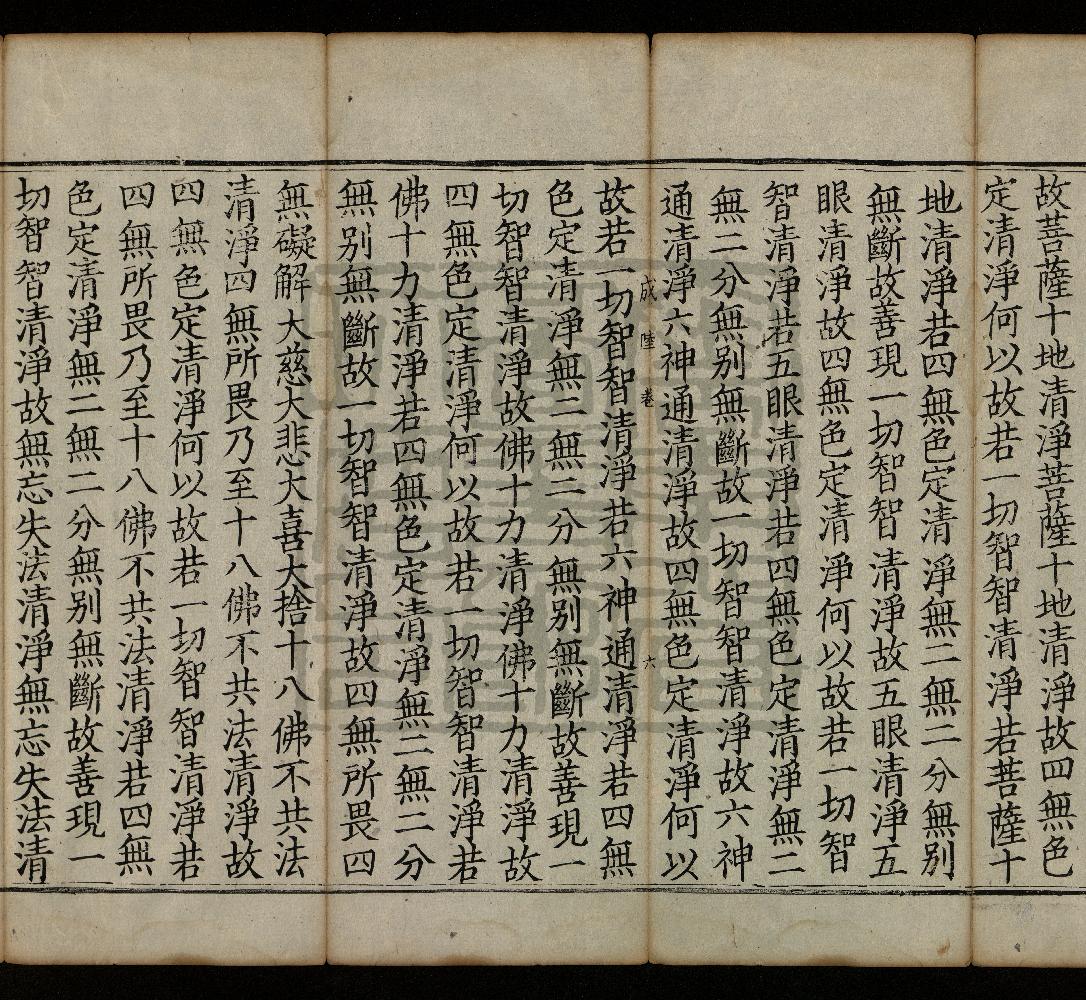 故菩薩十地清淨菩薩十地清淨故四無色
定清淨何以故若一切智智清淨若菩薩十
地清淨若四無色定清淨無二無二分無別
無斷故善現一切智智清淨故五眼清淨五
眼清淨故四無色定清淨何以故若一切智
智清淨若五眼清淨若四無色定清淨無二
無二分無別無斷故一切智智清淨故六神
通清淨六神通清淨故四無色定清淨何以
成 陸 卷 六
故若一切智智清淨若六神通清淨若四無
色定清淨無二無二分無別無斷故善現一
切智智清淨故佛十力清淨佛十力清淨故
四無色定清淨何以故若一切智智清淨若
佛十力清淨若四無色定清淨無二無二分
無別無斷故一切智智清淨故四無所畏四
無礙解大慈大悲大喜大捨十八佛不共法
清淨四無所畏乃至十八佛不共法清淨故
四無色定清淨何以故若一切智智清淨若
四無所畏乃至十八佛不共法清淨若四無
色定清淨無二無二分無別無斷故善現一
切智智清淨故無忘失法清淨無忘失法清